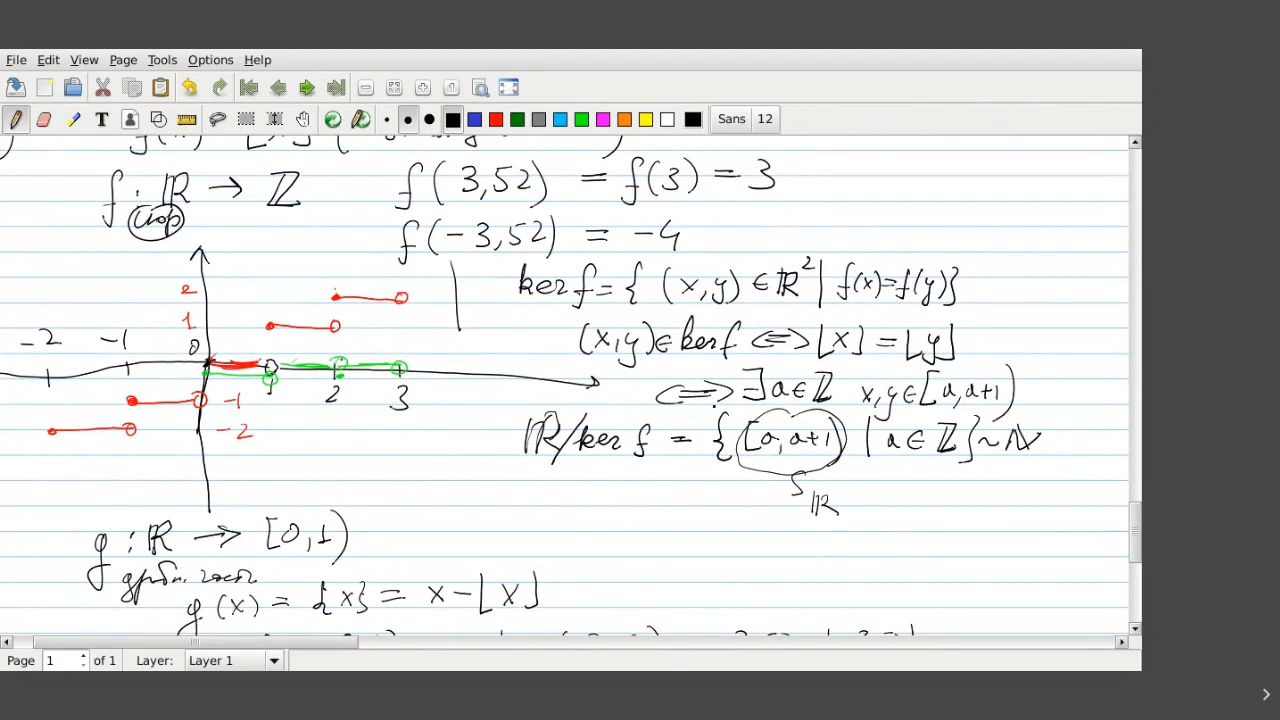 File Edit View Page Tools Options Help
Sans 12
f : ℝ → ℤ
f(3,52) = f(3) = 3
f(-3,52) = -4
ker f = { (x,y) ∈ ℝ² | f(x)=f(y)}
(x,y) ∈ ker f ⟺ ⌊x⌋ = ⌊y⌋
⟺ ∃a∈ℤ x,y∈[a,a+1)
ℝ/ker f = {[a,a+1) | a∈ℤ} ~ ℕ
ℝ
2
1
0
-2 -1 1 2 3
-1
-2
g : ℝ → [0,1)
g(x) = {x} = x-⌊x⌋
Page 1 of 1 Layer: Layer 1